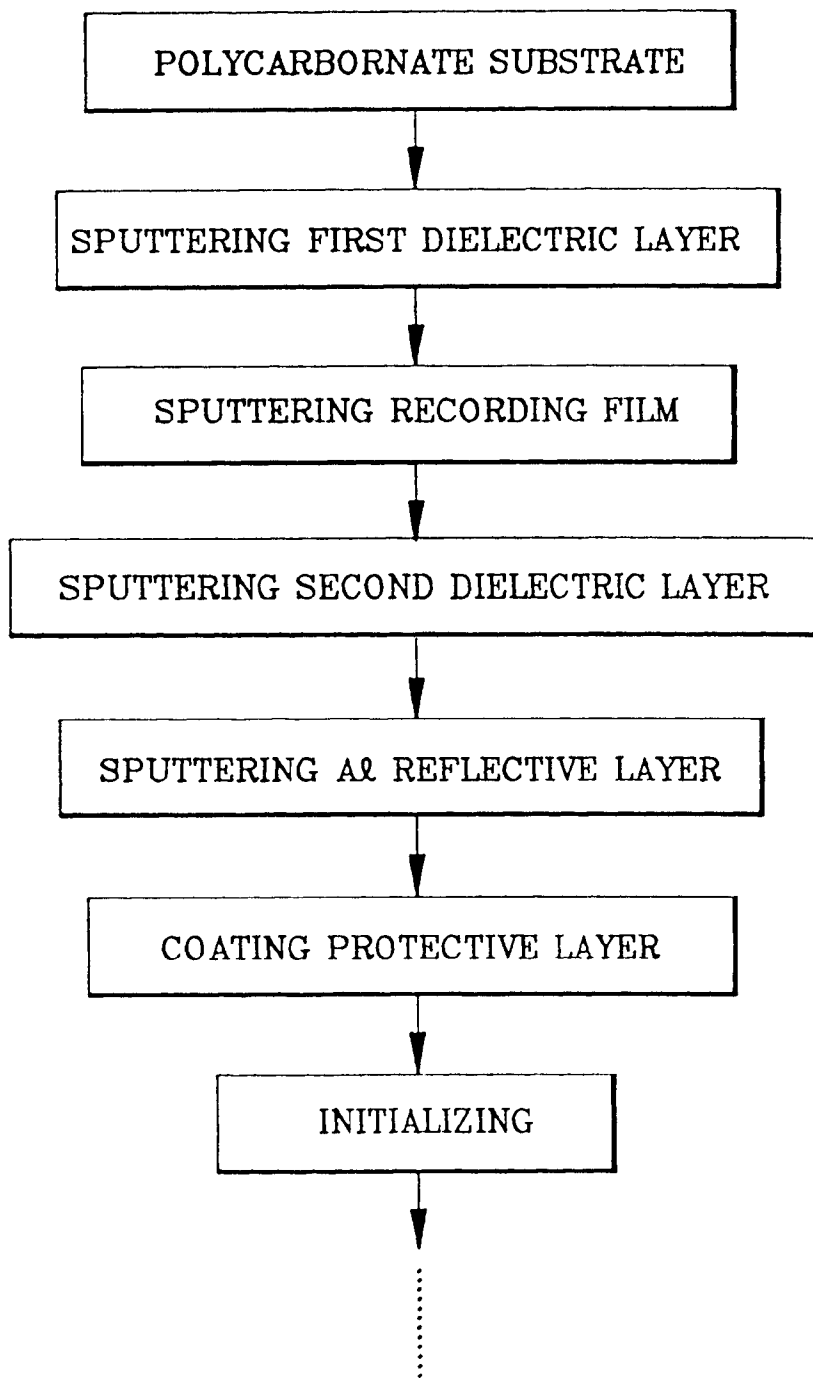 POLYCARBORNATE SUBSTRATE
SPUTTERING FIRST DIELECTRIC LAYER
SPUTTERING RECORDING FILM
SPUTTERING SECOND DIELECTRIC LAYER
SPUTTERING Aℓ REFLECTIVE LAYER
COATING PROTECTIVE LAYER
INITIALIZING